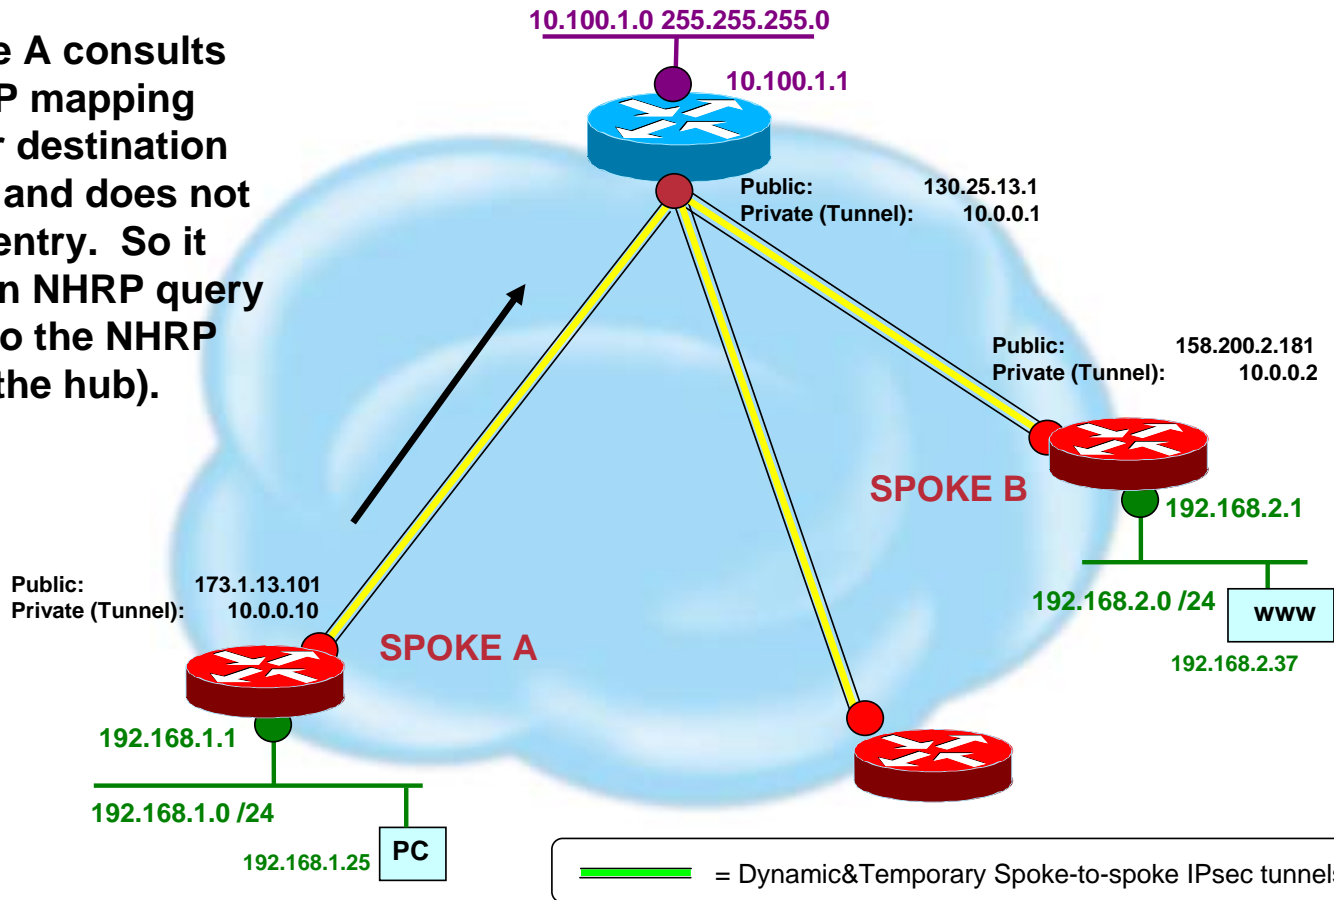 10.100.1.0 255.255.255.0
e A consults
P mapping
r destination
and does not
entry.  So it
n NHRP query
o the NHRP
the hub).
10.100.1.1
Public: 130.25.13.1
Private (Tunnel): 10.0.0.1
Public: 158.200.2.181
Private (Tunnel): 10.0.0.2
SPOKE B
192.168.2.1
192.168.2.0 /24
www
192.168.2.37
Public: 173.1.13.101
Private (Tunnel): 10.0.0.10
SPOKE A
192.168.1.1
192.168.1.0 /24
192.168.1.25
PC
= Dynamic&Temporary Spoke-to-spoke IPsec tunnels